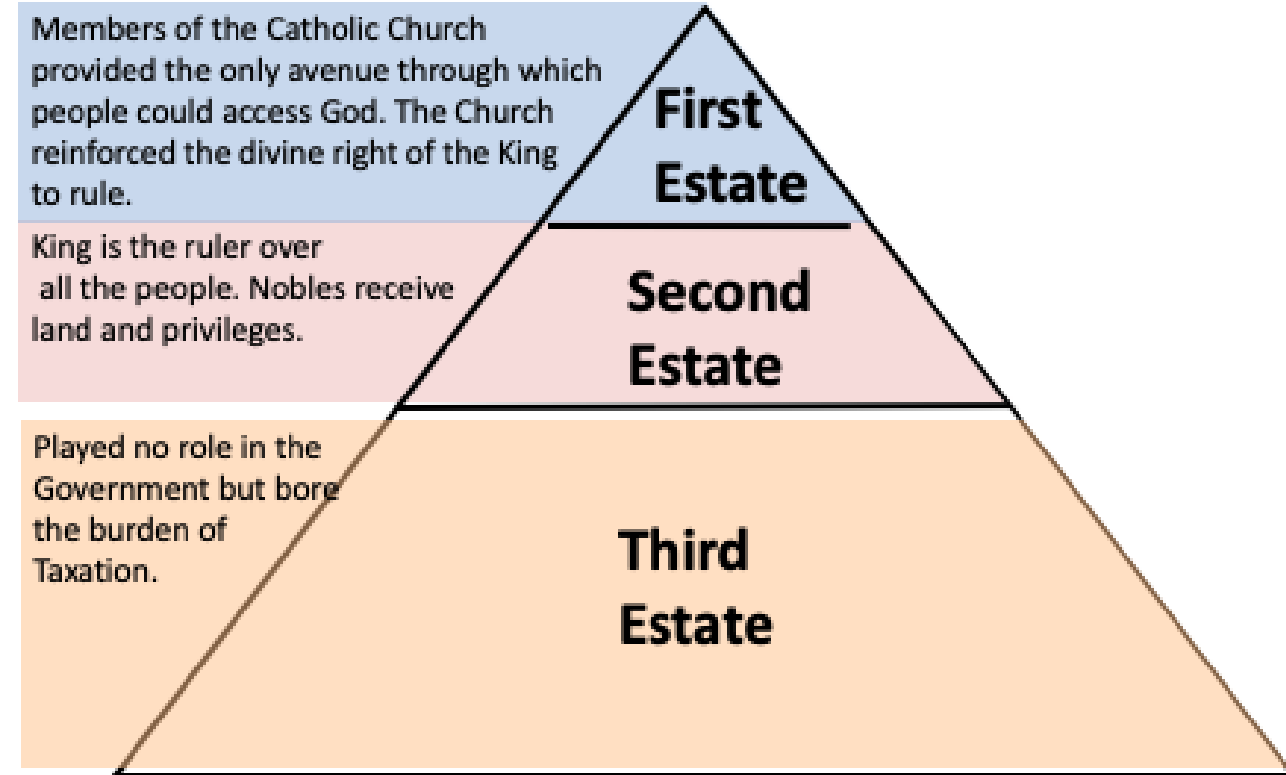 Members of the Catholic Church
provided the only avenue through which
people could access God. The Church
reinforced the divine right of the King
to rule.
First
Estate
King is the ruler over
all the people. Nobles receive
land and privileges.
Second
Estate
Played no role in the
Government but bore
the burden of
Taxation.
Third
Estate